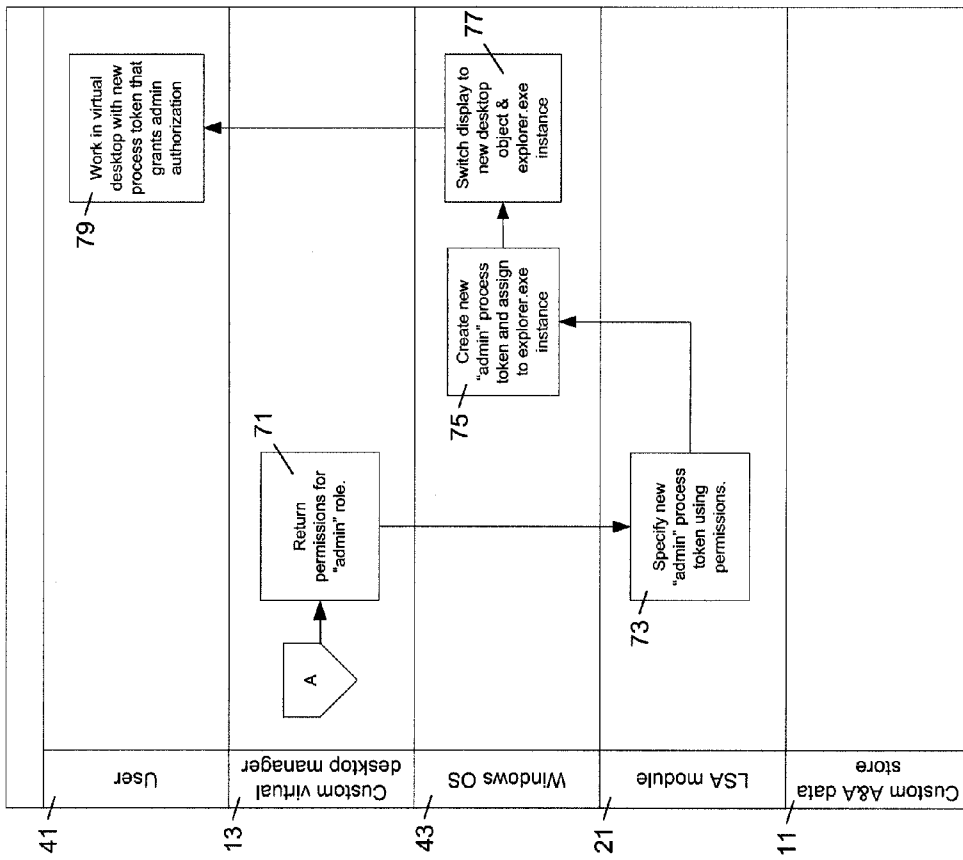 41
User
79
Work in virtual
desktop with new
process token that
grants admin
authorization
13
Custom virtual
desktop manager
A
71
Return
permissions for
"admin" role.
43
Windows OS
75
Create new
"admin" process
token and assign
to explorer.exe
instance
77
Switch display to
new desktop
object &
explorer.exe
instance
21
LSA module
73
Specify new
"admin" process
token using
permissions.
11
Custom A&A data
store